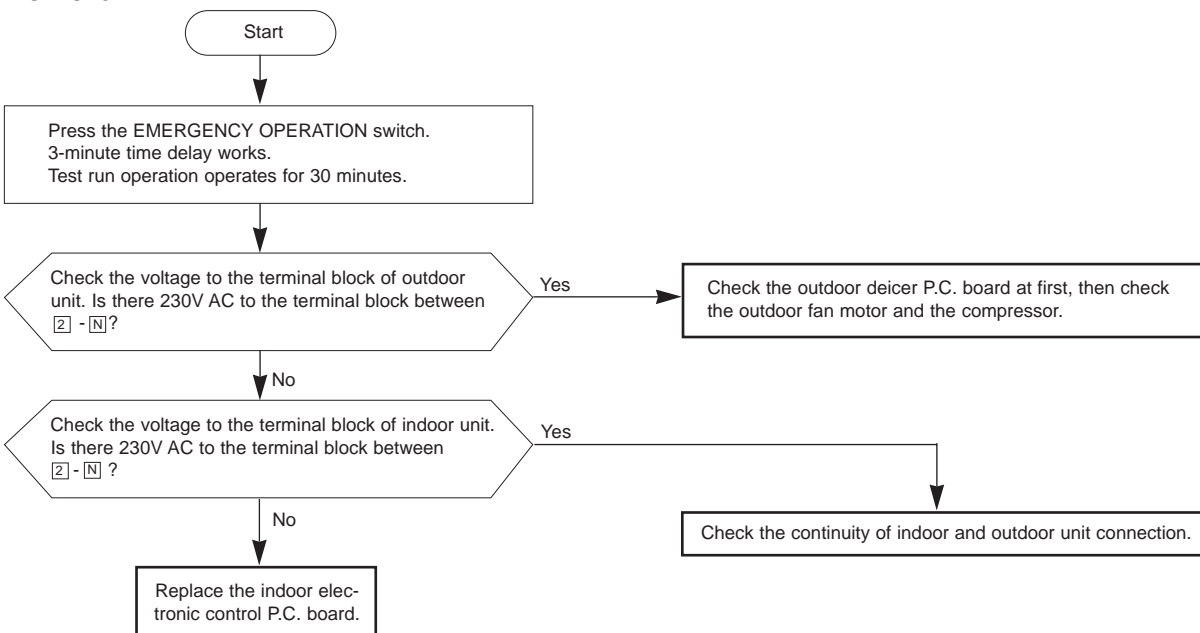 Start
Press the EMERGENCY OPERATION switch.
3-minute time delay works.
Test run operation operates for 30 minutes.
Check the voltage to the terminal block of outdoor
unit. Is there 230V AC to the terminal block between
2 - N?
Yes
Check the outdoor deicer P.C. board at first, then check
the outdoor fan motor and the compressor.
No
Check the voltage to the terminal block of indoor unit.
Is there 230V AC to the terminal block between
2 - N ?
Yes
Check the continuity of indoor and outdoor unit connection.
No
Replace the indoor elec-
tronic control P.C. board.